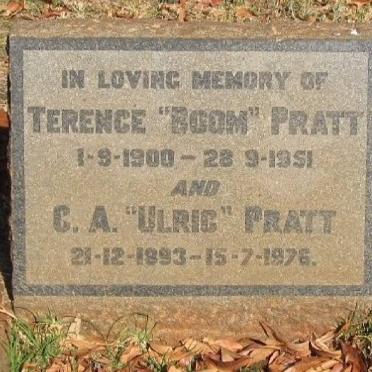 IN LOVING MEMORY OF
TERENCE "BOOM" PRATT
1-9-1900 – 28 9-1951
AND
C. A. "ULRIC" PRATT
21-12-1893-15-7-1976.